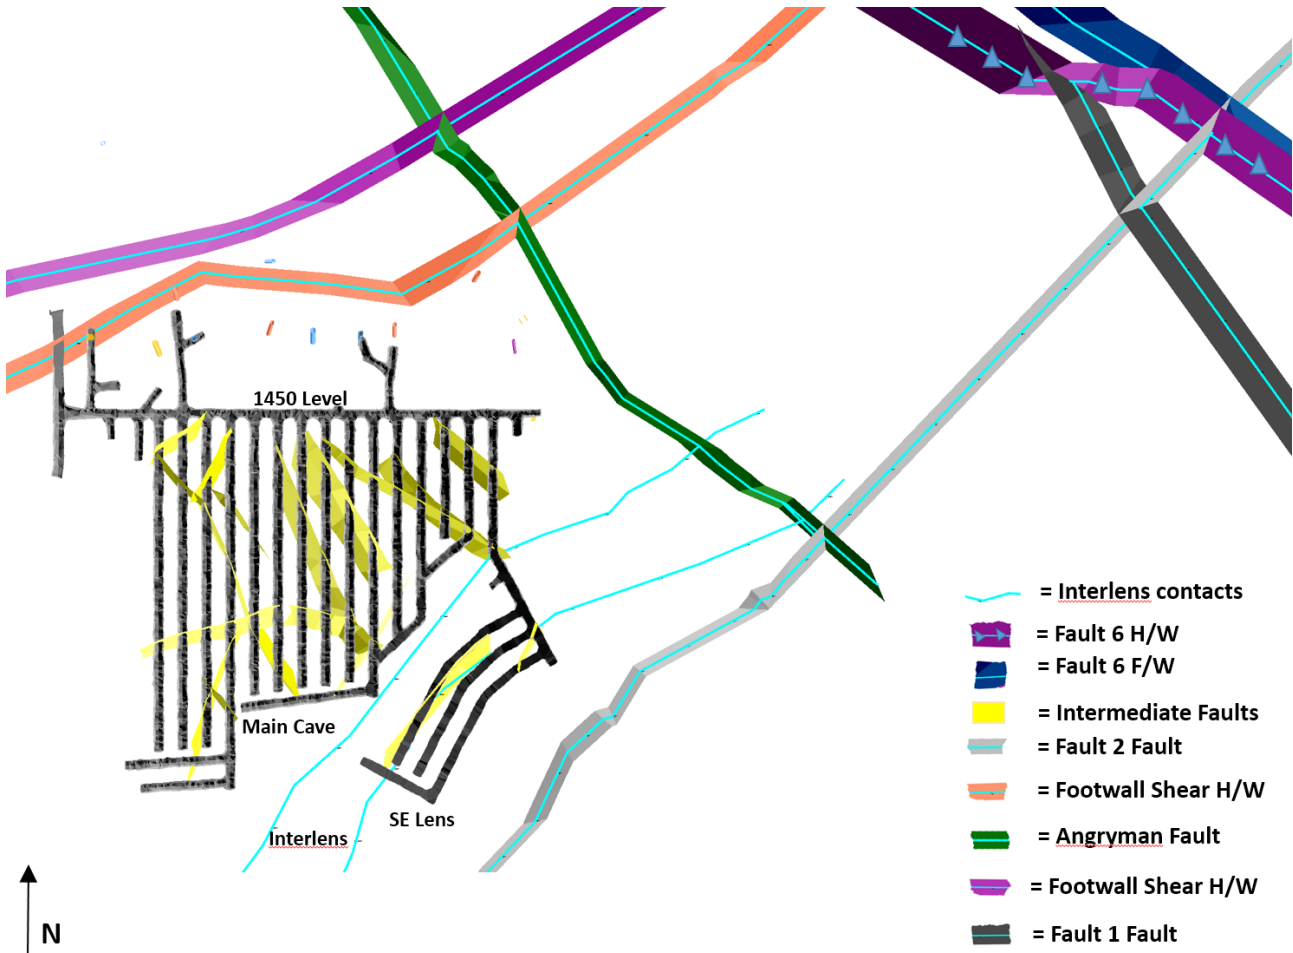 1450 Level
Main Cave
SE Lens
Interlens
N
= Interlens contacts
= Fault 6 H/W
= Fault 6 F/W
= Intermediate Faults
= Fault 2 Fault
= Footwall Shear H/W
= Angryman Fault
= Footwall Shear H/W
= Fault 1 Fault